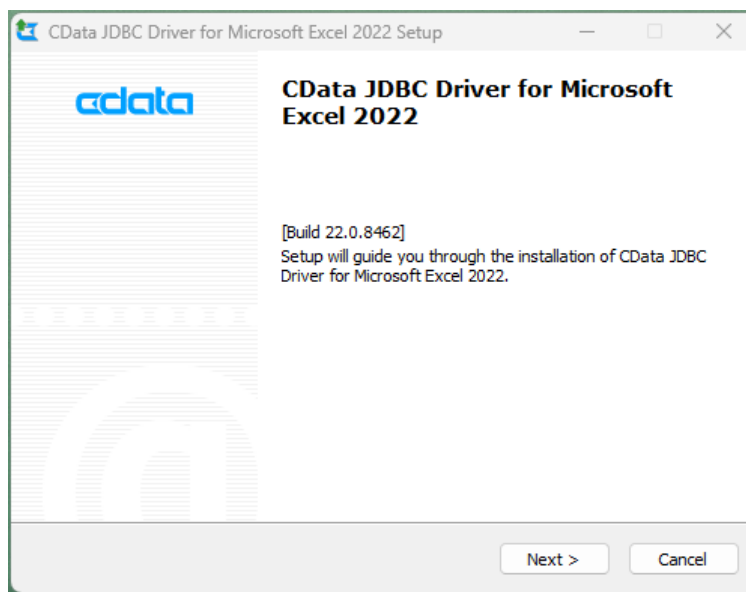 CData JDBC Driver for Microsoft Excel 2022 Setup
cdata
CData JDBC Driver for Microsoft
Excel 2022
[Build 22.0.8462]
Setup will guide you through the installation of CData JDBC
Driver for Microsoft Excel 2022.
Next >
Cancel